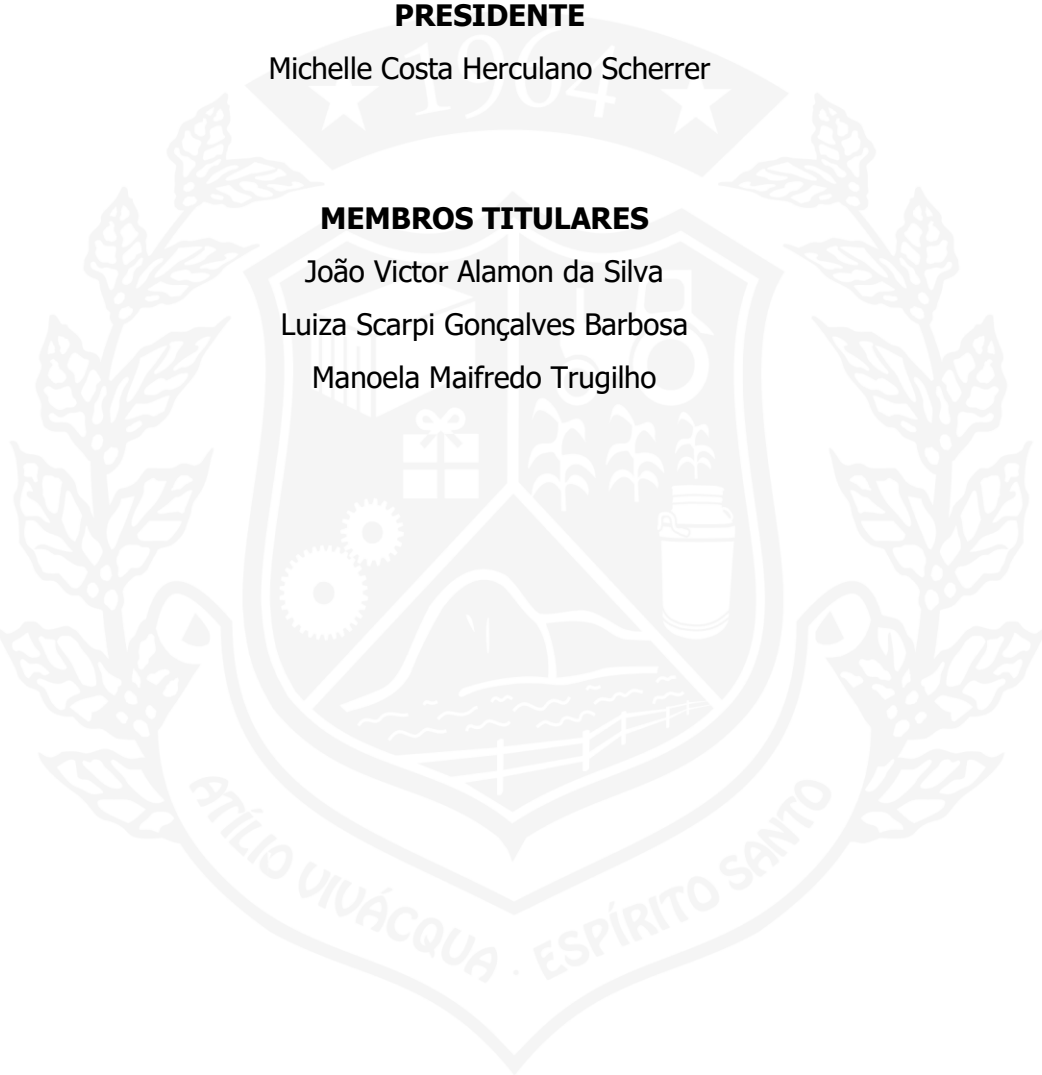 PRESIDENTE
Michelle Costa Herculano Scherrer
1964
MEMBROS TITULARES
João Victor Alamon da Silva
Luiza Scarpi Gonçalves Barbosa
Manoela Maifredo Trugilho
ATÍLIO VIVÁCQUA · ESPÍRITO SANTO